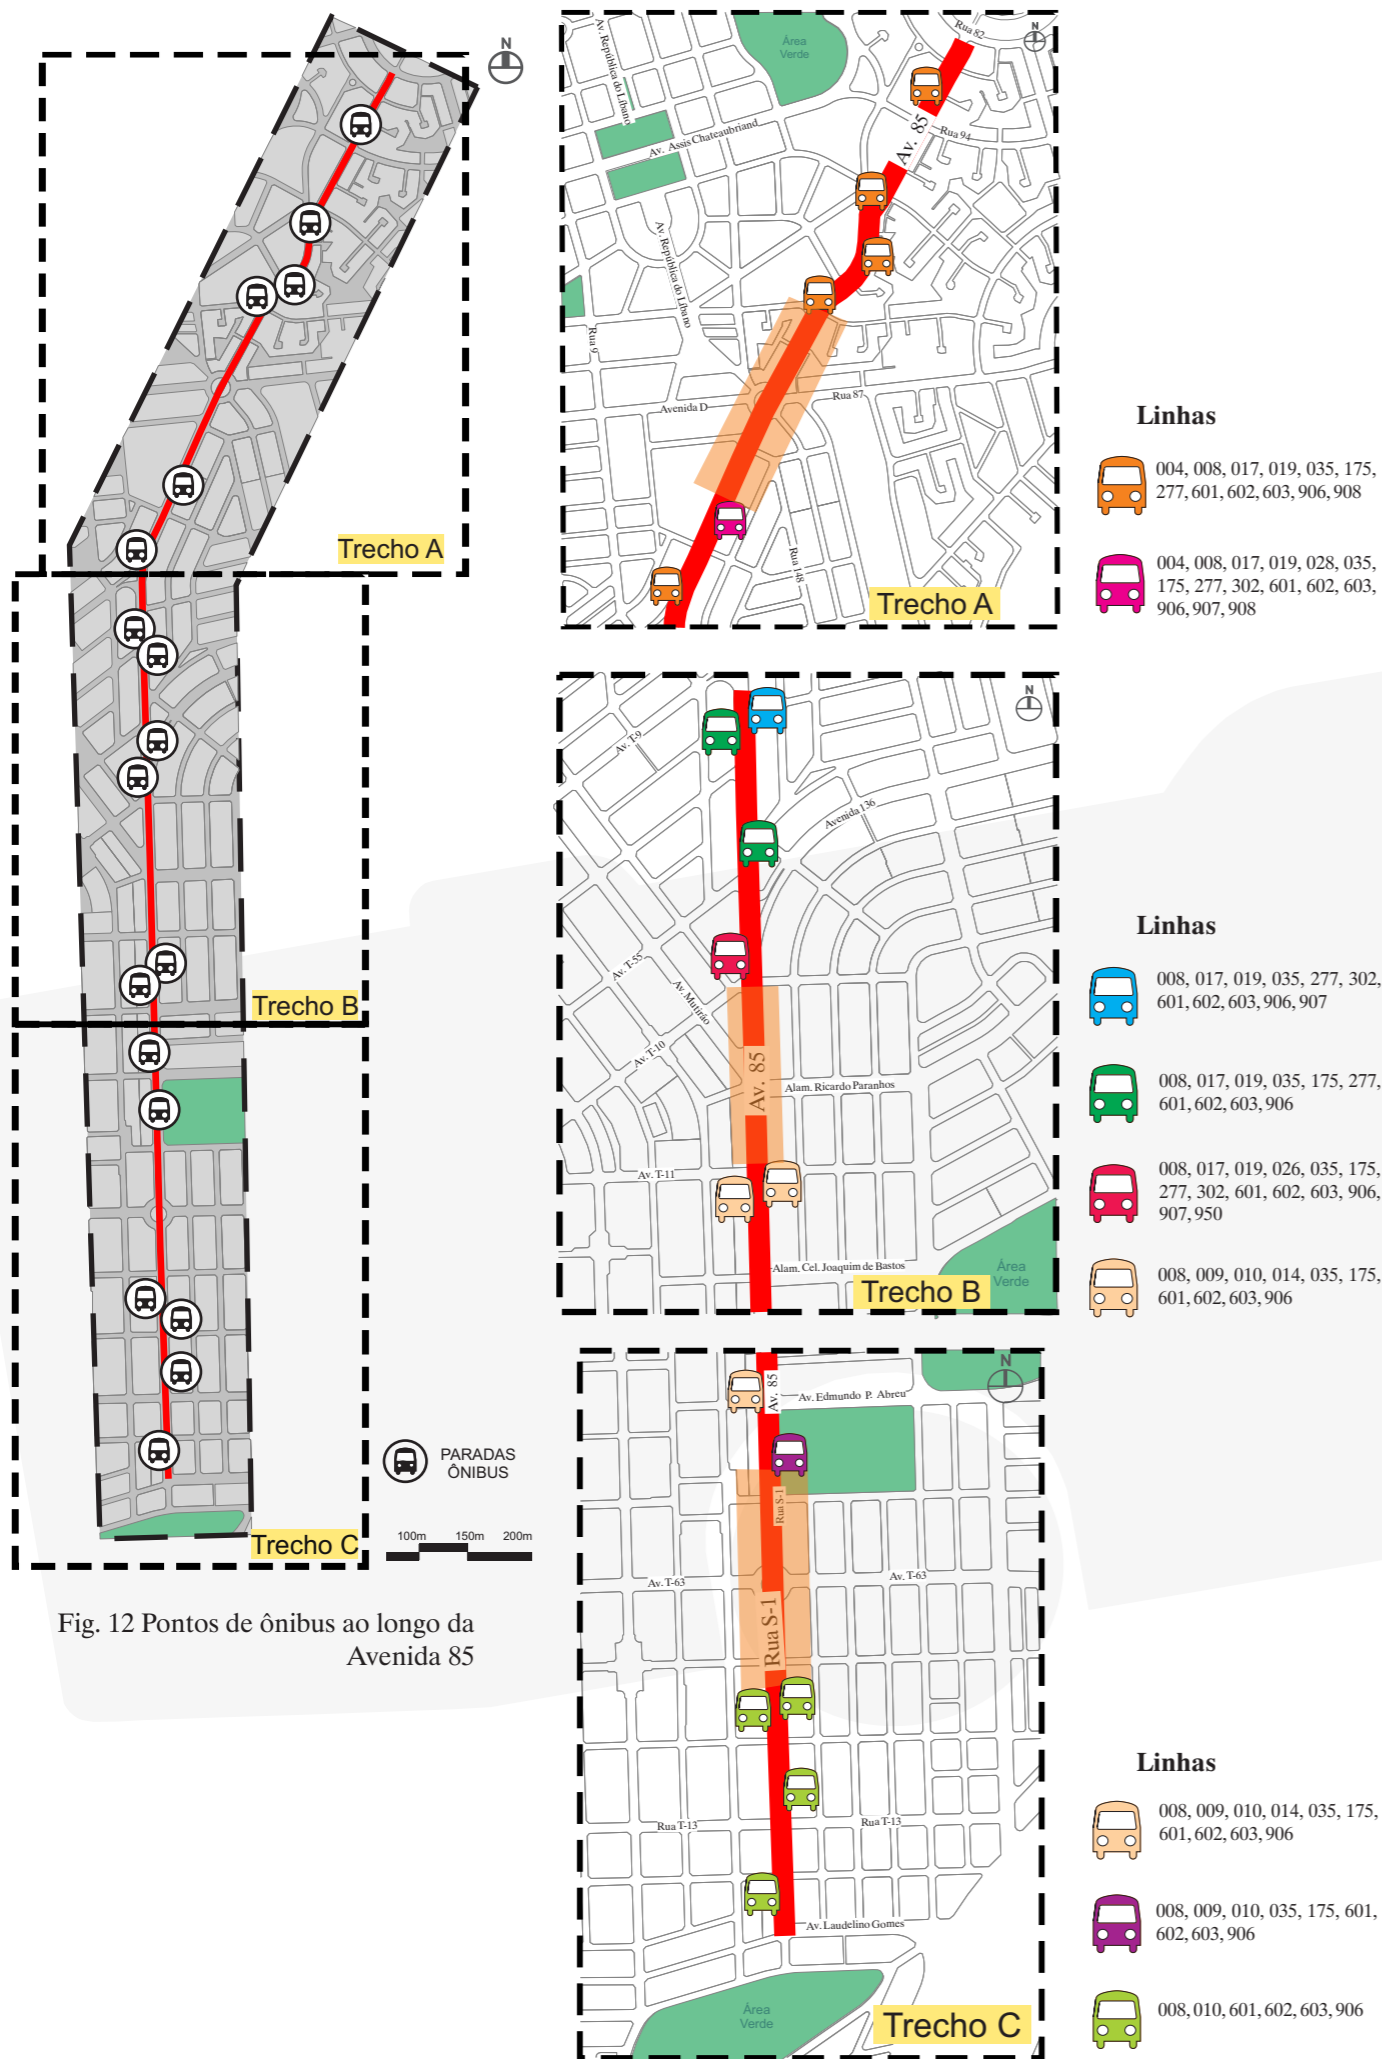 N
Trecho A
Trecho B
Trecho C
PARADAS
ÔNIBUS
100m 150m 200m
Fig. 12 Pontos de ônibus ao longo da
Avenida 85
N
Rua 82
Área
Verde
Av. República do Líbano
Av. Assis Chateaubriand
Av. 85
Rua 94
Av. República do Líbano
Rua 9
Avenida D
Rua 87
Rua 148
Trecho A
Linhas
004, 008, 017, 019, 035, 175,
277, 601, 602, 603, 906, 908
004, 008, 017, 019, 028, 035,
175, 277, 302, 601, 602, 603,
906, 907, 908
N
Av. T-9
Avenida 136
Av. T-55
Av. Mutirão
Av. T-10
Av. 85
Alam. Ricardo Paranhos
Av. T-11
Alam. Cel. Joaquim de Bastos
Área
Verde
Trecho B
Linhas
008, 017, 019, 035, 277, 302,
601, 602, 603, 906, 907
008, 017, 019, 035, 175, 277,
601, 602, 603, 906
008, 017, 019, 026, 035, 175,
277, 302, 601, 602, 603, 906,
907, 950
008, 009, 010, 014, 035, 175,
601, 602, 603, 906
N
Av. 85
Av. Edmundo P. Abreu
Rua S-1
Av. T-63
Av. T-63
Rua S-1
Rua T-13
Rua T-13
Av. Laudelino Gomes
Área
Verde
Trecho C
Linhas
008, 009, 010, 014, 035, 175,
601, 602, 603, 906
008, 009, 010, 035, 175, 601,
602, 603, 906
008, 010, 601, 602, 603, 906